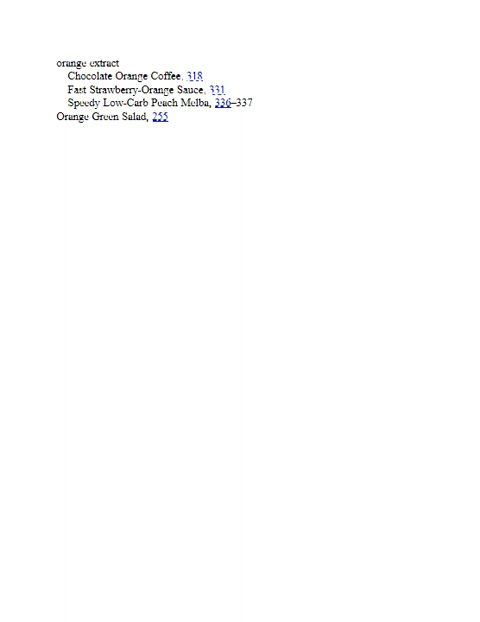 orange extract
Chocolate Orange Coffee, 318
Fast Strawberry-Orange Sauce, 331
Speedy Low-Carb Peach Melba, 336–337
Orange Green Salad, 255